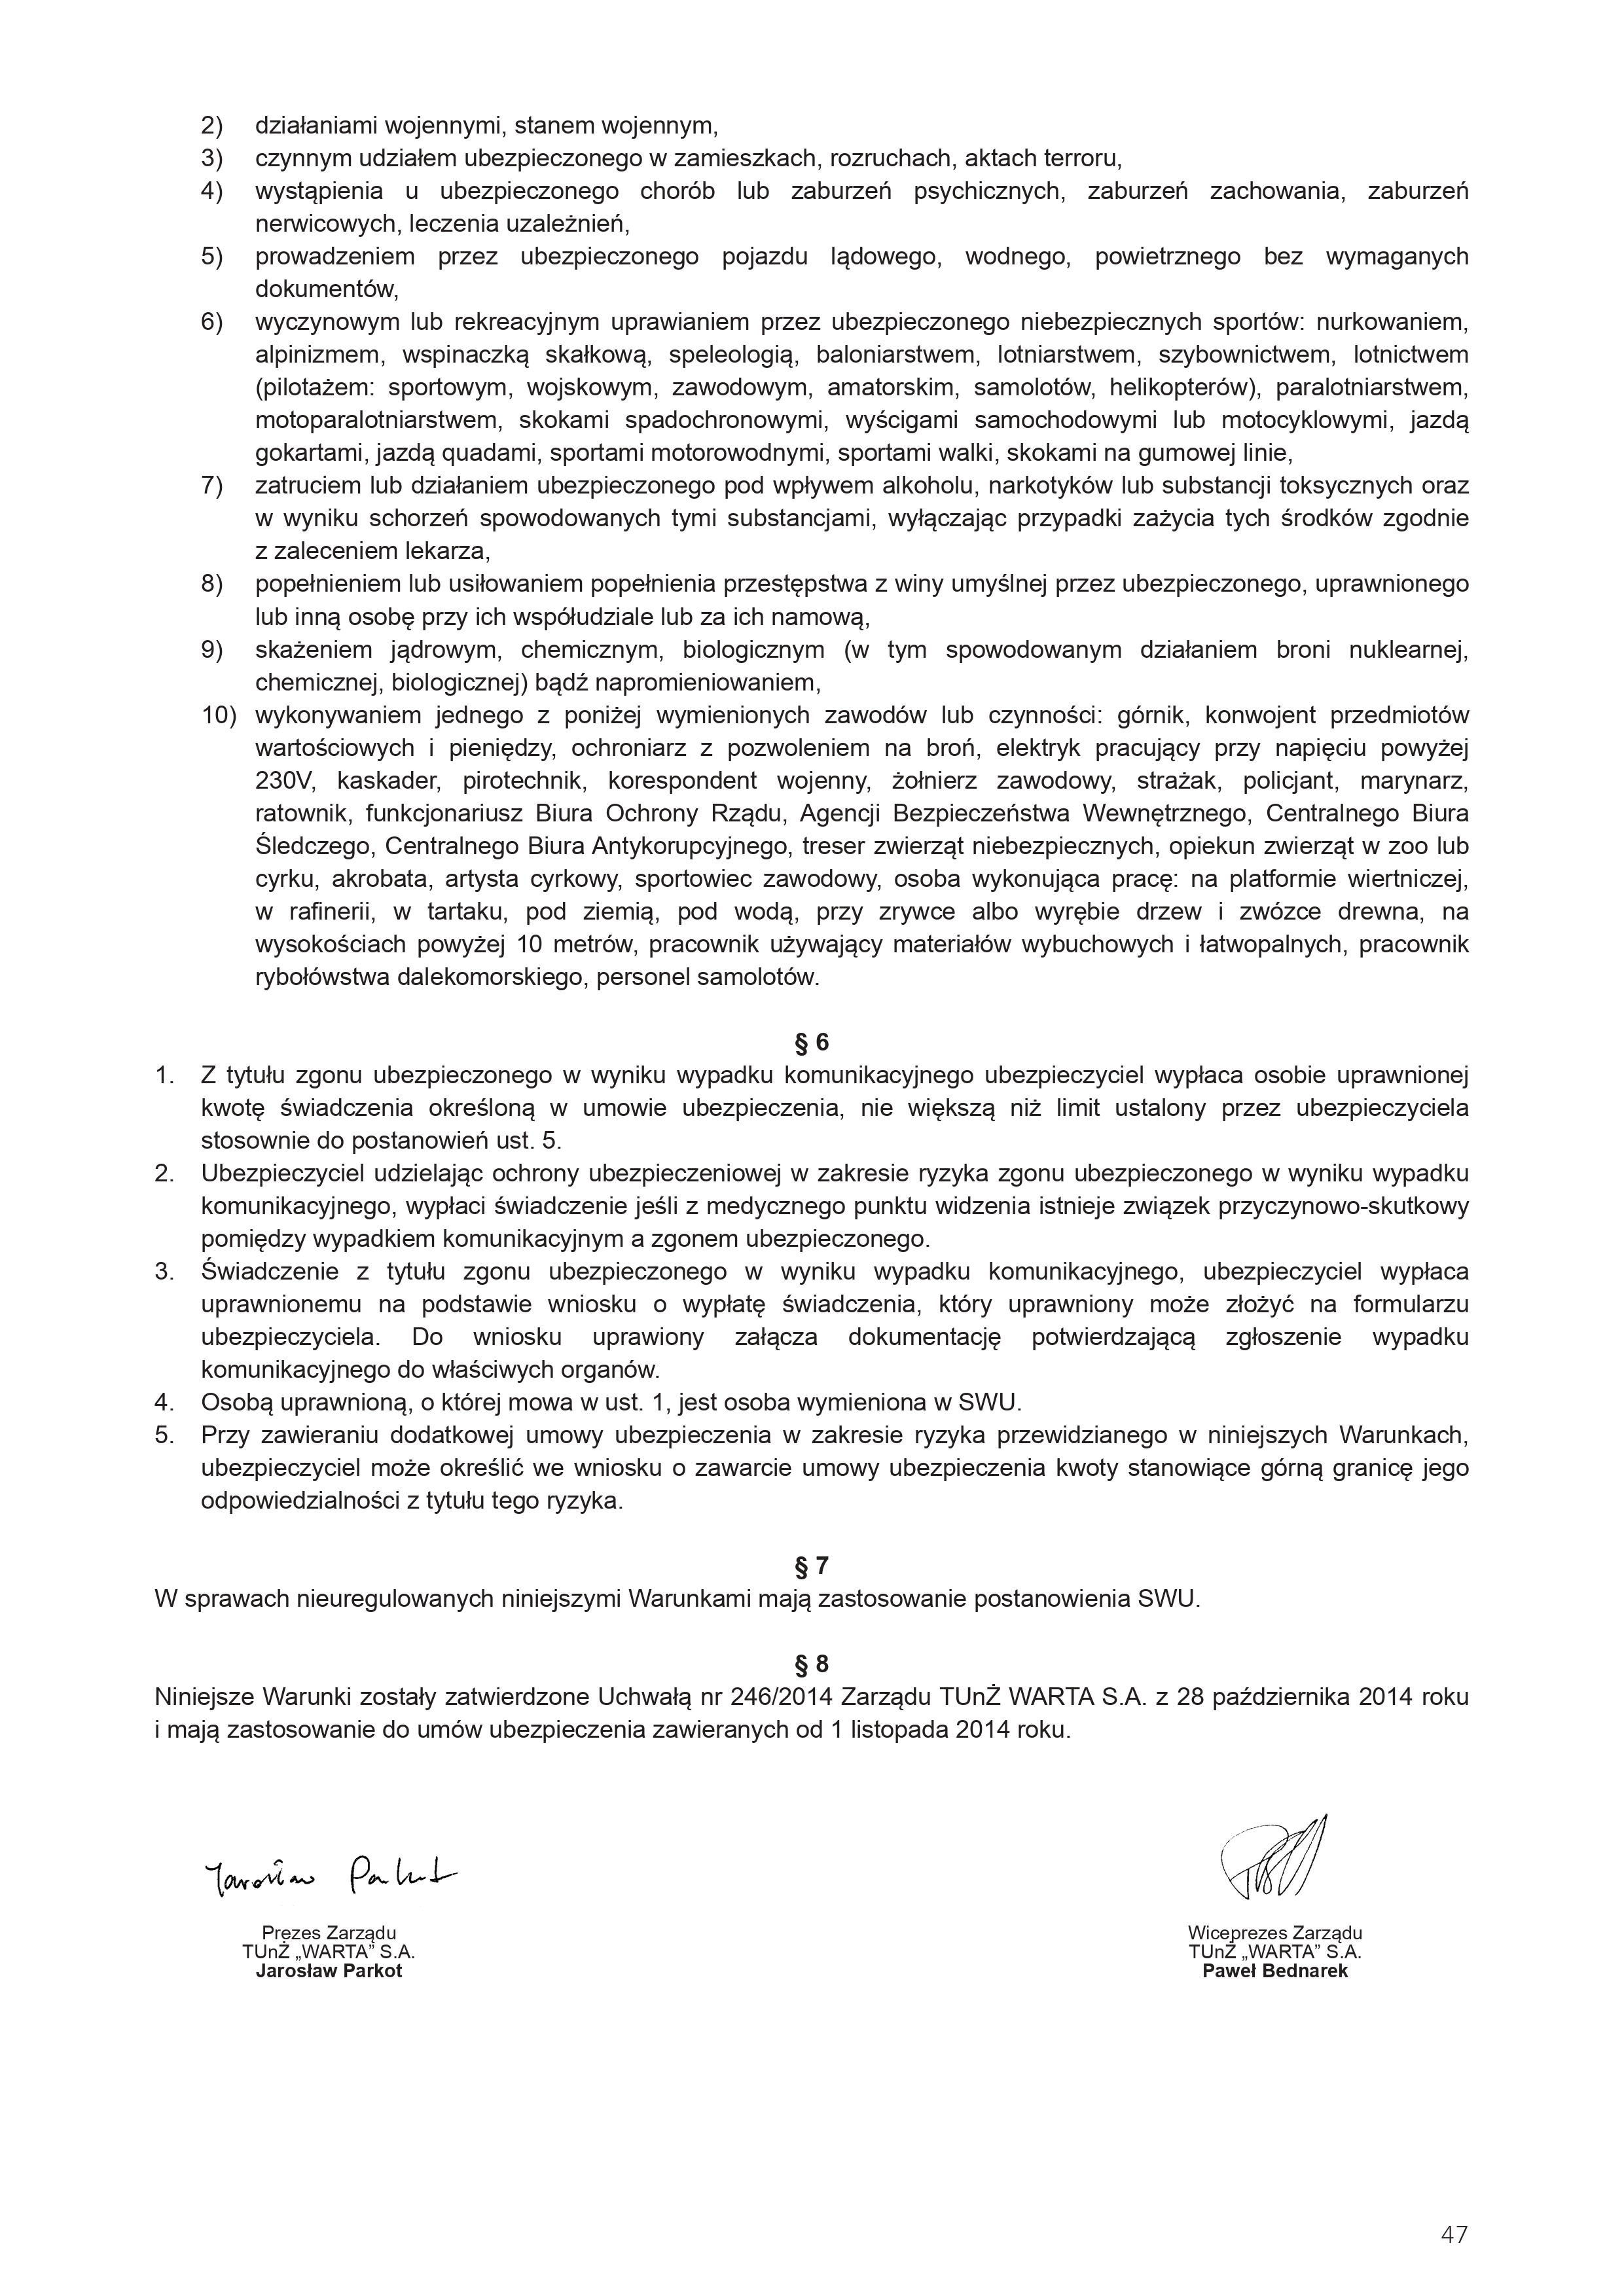 2) działaniami wojennymi, stanem wojennym,
3) czynnym udziałem ubezpieczonego w zamieszkach, rozruchach, aktach terroru,
4) wystąpienia u ubezpieczonego chorób lub zaburzeń psychicznych, zaburzeń zachowania, zaburzeń
nerwicowych, leczenia uzależnień,
5) prowadzeniem przez ubezpieczonego pojazdu lądowego, wodnego, powietrznego bez wymaganych
dokumentów,
6) wyczynowym lub rekreacyjnym uprawianiem przez ubezpieczonego niebezpiecznych sportów: nurkowaniem,
alpinizmem, wspinaczką skałkową, speleologią, baloniarstwem, lotniarstwem, szybownictwem, lotnictwem
(pilotażem: sportowym, wojskowym, zawodowym, amatorskim, samolotów, helikopterów), paralotniarstwem,
motoparalotniarstwem, skokami spadochronowymi, wyścigami samochodowymi lub motocyklowymi, jazdą
gokartami, jazdą quadami, sportami motorowodnymi, sportami walki, skokami na gumowej linie,
7) zatruciem lub działaniem ubezpieczonego pod wpływem alkoholu, narkotyków lub substancji toksycznych oraz
w wyniku schorzeń spowodowanych tymi substancjami, wyłączając przypadki zażycia tych środków zgodnie
z zaleceniem lekarza,
8) popełnieniem lub usiłowaniem popełnienia przestępstwa z winy umyślnej przez ubezpieczonego, uprawnionego
lub inną osobę przy ich współudziale lub za ich namową,
9) skażeniem jądrowym, chemicznym, biologicznym (w tym spowodowanym działaniem broni nuklearnej,
chemicznej, biologicznej) bądź napromieniowaniem,
10) wykonywaniem jednego z poniżej wymienionych zawodów lub czynności: górnik, konwojent przedmiotów
wartościowych i pieniędzy, ochroniarz z pozwoleniem na broń, elektryk pracujący przy napięciu powyżej
230V, kaskader, pirotechnik, korespondent wojenny, żołnierz zawodowy, strażak, policjant, marynarz,
ratownik, funkcjonariusz Biura Ochrony Rządu, Agencji Bezpieczeństwa Wewnętrznego, Centralnego Biura
Śledczego, Centralnego Biura Antykorupcyjnego, treser zwierząt niebezpiecznych, opiekun zwierząt w zoo lub
cyrku, akrobata, artysta cyrkowy, sportowiec zawodowy, osoba wykonująca pracę: na platformie wiertniczej,
w rafinerii, w tartaku, pod ziemią, pod wodą, przy zrywce albo wyrębie drzew i zwózce drewna, na
wysokościach powyżej 10 metrów, pracownik używający materiałów wybuchowych i łatwopalnych, pracownik
rybołówstwa dalekomorskiego, personel samolotów.
§ 6
1. Z tytułu zgonu ubezpieczonego w wyniku wypadku komunikacyjnego ubezpieczyciel wypłaca osobie uprawnionej
kwotę świadczenia określoną w umowie ubezpieczenia, nie większą niż limit ustalony przez ubezpieczyciela
stosownie do postanowień ust. 5.
2. Ubezpieczyciel udzielając ochrony ubezpieczeniowej w zakresie ryzyka zgonu ubezpieczonego w wyniku wypadku
komunikacyjnego, wypłaci świadczenie jeśli z medycznego punktu widzenia istnieje związek przyczynowo-skutkowy
pomiędzy wypadkiem komunikacyjnym a zgonem ubezpieczonego.
3. Świadczenie z tytułu zgonu ubezpieczonego w wyniku wypadku komunikacyjnego, ubezpieczyciel wypłaca
uprawnionemu na podstawie wniosku o wypłatę świadczenia, który uprawniony może złożyć na formularzu
ubezpieczyciela. Do wniosku uprawiony załącza dokumentację potwierdzającą zgłoszenie wypadku
komunikacyjnego do właściwych organów.
4. Osobą uprawnioną, o której mowa w ust. 1, jest osoba wymieniona w SWU.
5. Przy zawieraniu dodatkowej umowy ubezpieczenia w zakresie ryzyka przewidzianego w niniejszych Warunkach,
ubezpieczyciel może określić we wniosku o zawarcie umowy ubezpieczenia kwoty stanowiące górną granicę jego
odpowiedzialności z tytułu tego ryzyka.
§ 7
W sprawach nieuregulowanych niniejszymi Warunkami mają zastosowanie postanowienia SWU.
§ 8
Niniejsze Warunki zostały zatwierdzone Uchwałą nr 246/2014 Zarządu TUnŻ WARTA S.A. z 28 października 2014 roku
i mają zastosowanie do umów ubezpieczenia zawieranych od 1 listopada 2014 roku.
Jarosław Parkot
Prezes Zarządu
TUnŻ „WARTA” S.A.
Jarosław Parkot
Wiceprezes Zarządu
TUnŻ „WARTA” S.A.
Paweł Bednarek
47